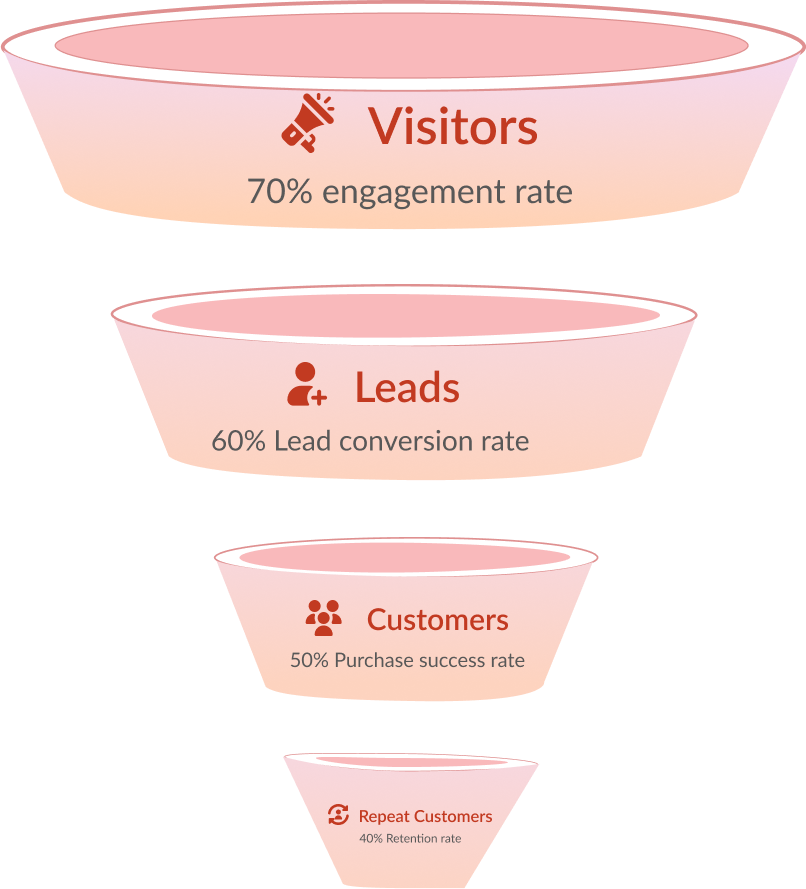 Visitors
70% engagement rate
Leads
60% Lead conversion rate
Customers
50% Purchase success rate
Repeat Customers
40% Retention rate